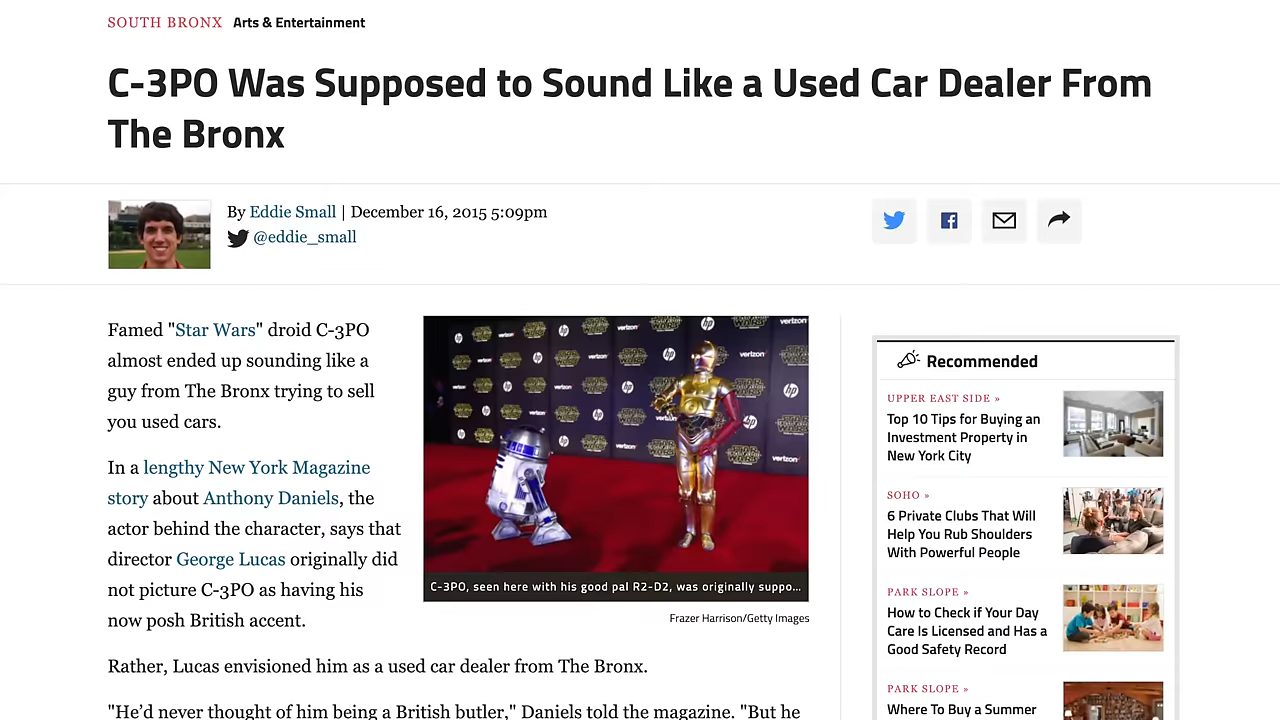 SOUTH BRONX Arts & Entertainment
C-3PO Was Supposed to Sound Like a Used Car Dealer From
The Bronx
By Eddie Small | December 16, 2015 5:09pm
@eddie_small
Famed "Star Wars" droid C-3PO
almost ended up sounding like a
guy from The Bronx trying to sell
you used cars.
In a lengthy New York Magazine
story about Anthony Daniels, the
actor behind the character, says that
director George Lucas originally did
not picture C-3PO as having his
now posh British accent.
verizon
hp
STAR WARS
C-3PO, seen here with his good pal R2-D2, was originally suppo...
Frazer Harrison/Getty Images
Rather, Lucas envisioned him as a used car dealer from The Bronx.
"He’d never thought of him being a British butler," Daniels told the magazine. "But he
Recommended
UPPER EAST SIDE »
Top 10 Tips for Buying an
Investment Property in
New York City
SOHO »
6 Private Clubs That Will
Help You Rub Shoulders
With Powerful People
PARK SLOPE »
How to Check if Your Day
Care Is Licensed and Has a
Good Safety Record
PARK SLOPE »
Where To Buy a Summer